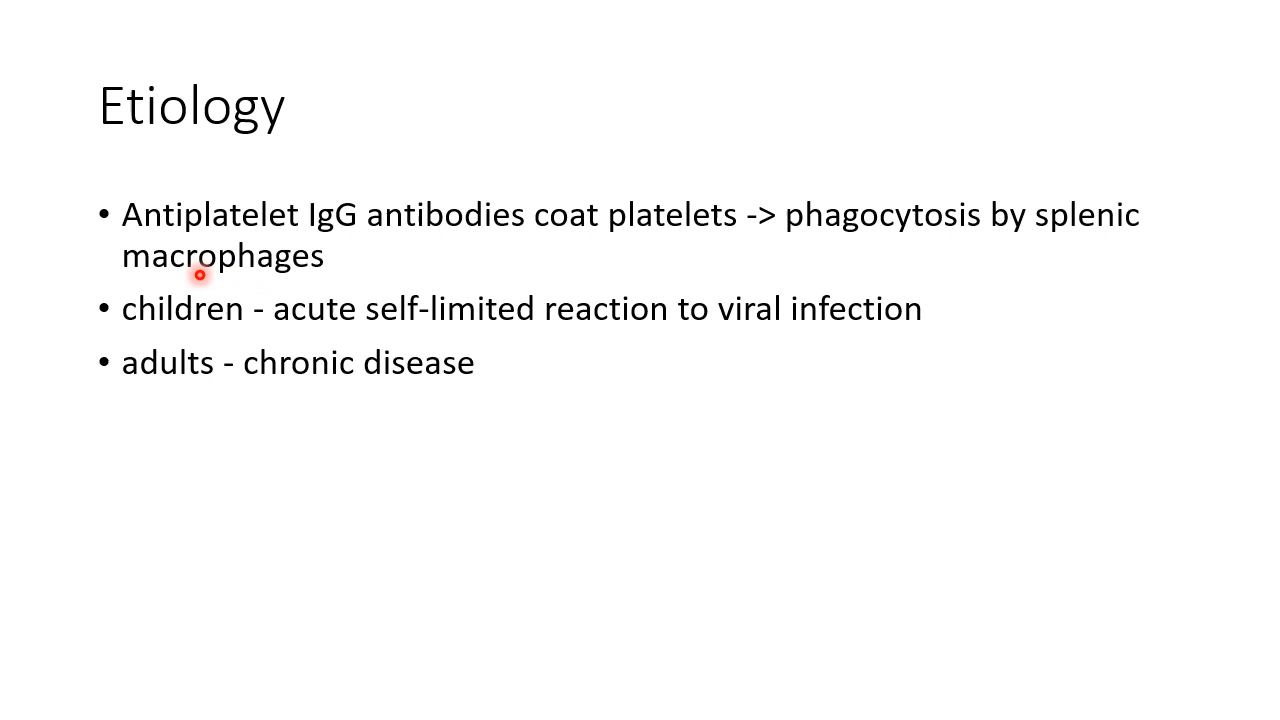 Etiology
• Antiplatelet IgG antibodies coat platelets -> phagocytosis by splenic
macrophages
• children - acute self-limited reaction to viral infection
• adults - chronic disease